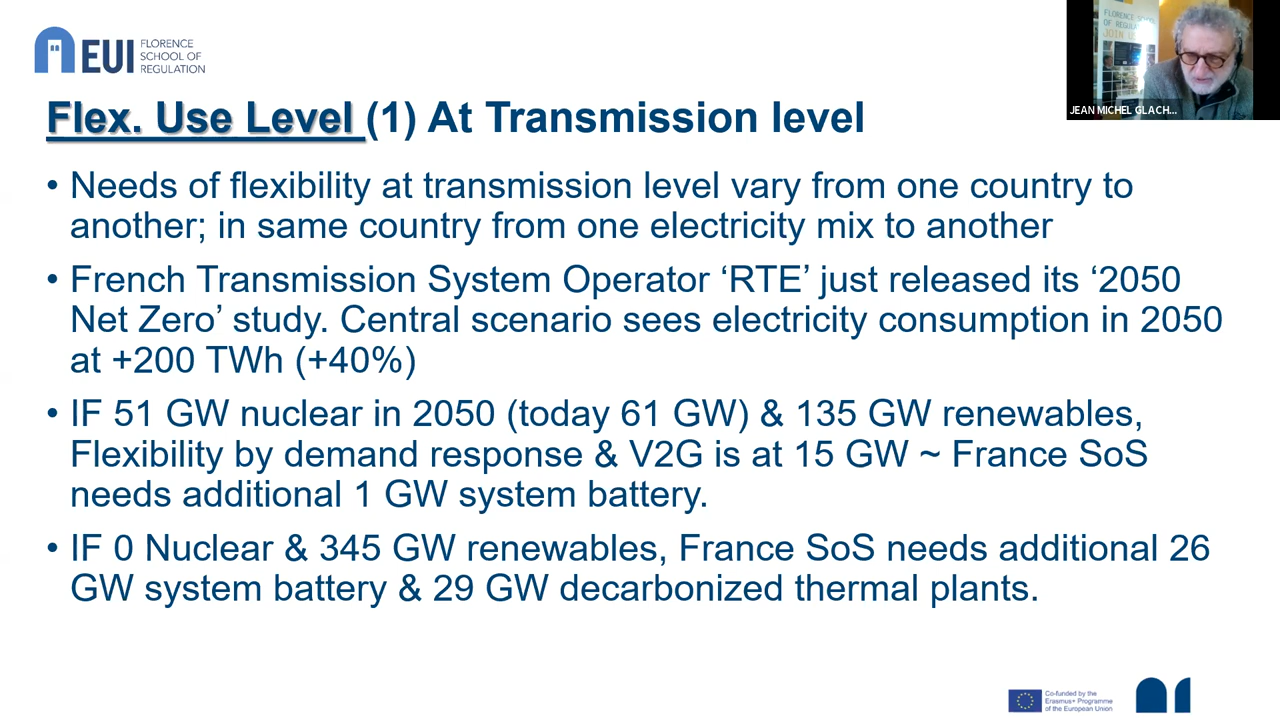 EUI
FLORENCE
SCHOOL OF
REGULATION
FLORENCE SCHOOL
OF REGULATION
JOIN US
JEAN MICHEL GLACH...
Flex. Use Level (1) At Transmission level
• Needs of flexibility at transmission level vary from one country to
another; in same country from one electricity mix to another
• French Transmission System Operator ‘RTE’ just released its ‘2050
Net Zero’ study. Central scenario sees electricity consumption in 2050
at +200 TWh (+40%)
• IF 51 GW nuclear in 2050 (today 61 GW) & 135 GW renewables,
Flexibility by demand response & V2G is at 15 GW ~ France SoS
needs additional 1 GW system battery.
• IF 0 Nuclear & 345 GW renewables, France SoS needs additional 26
GW system battery & 29 GW decarbonized thermal plants.
Co-funded by the
Erasmus+ Programme
of the European Union